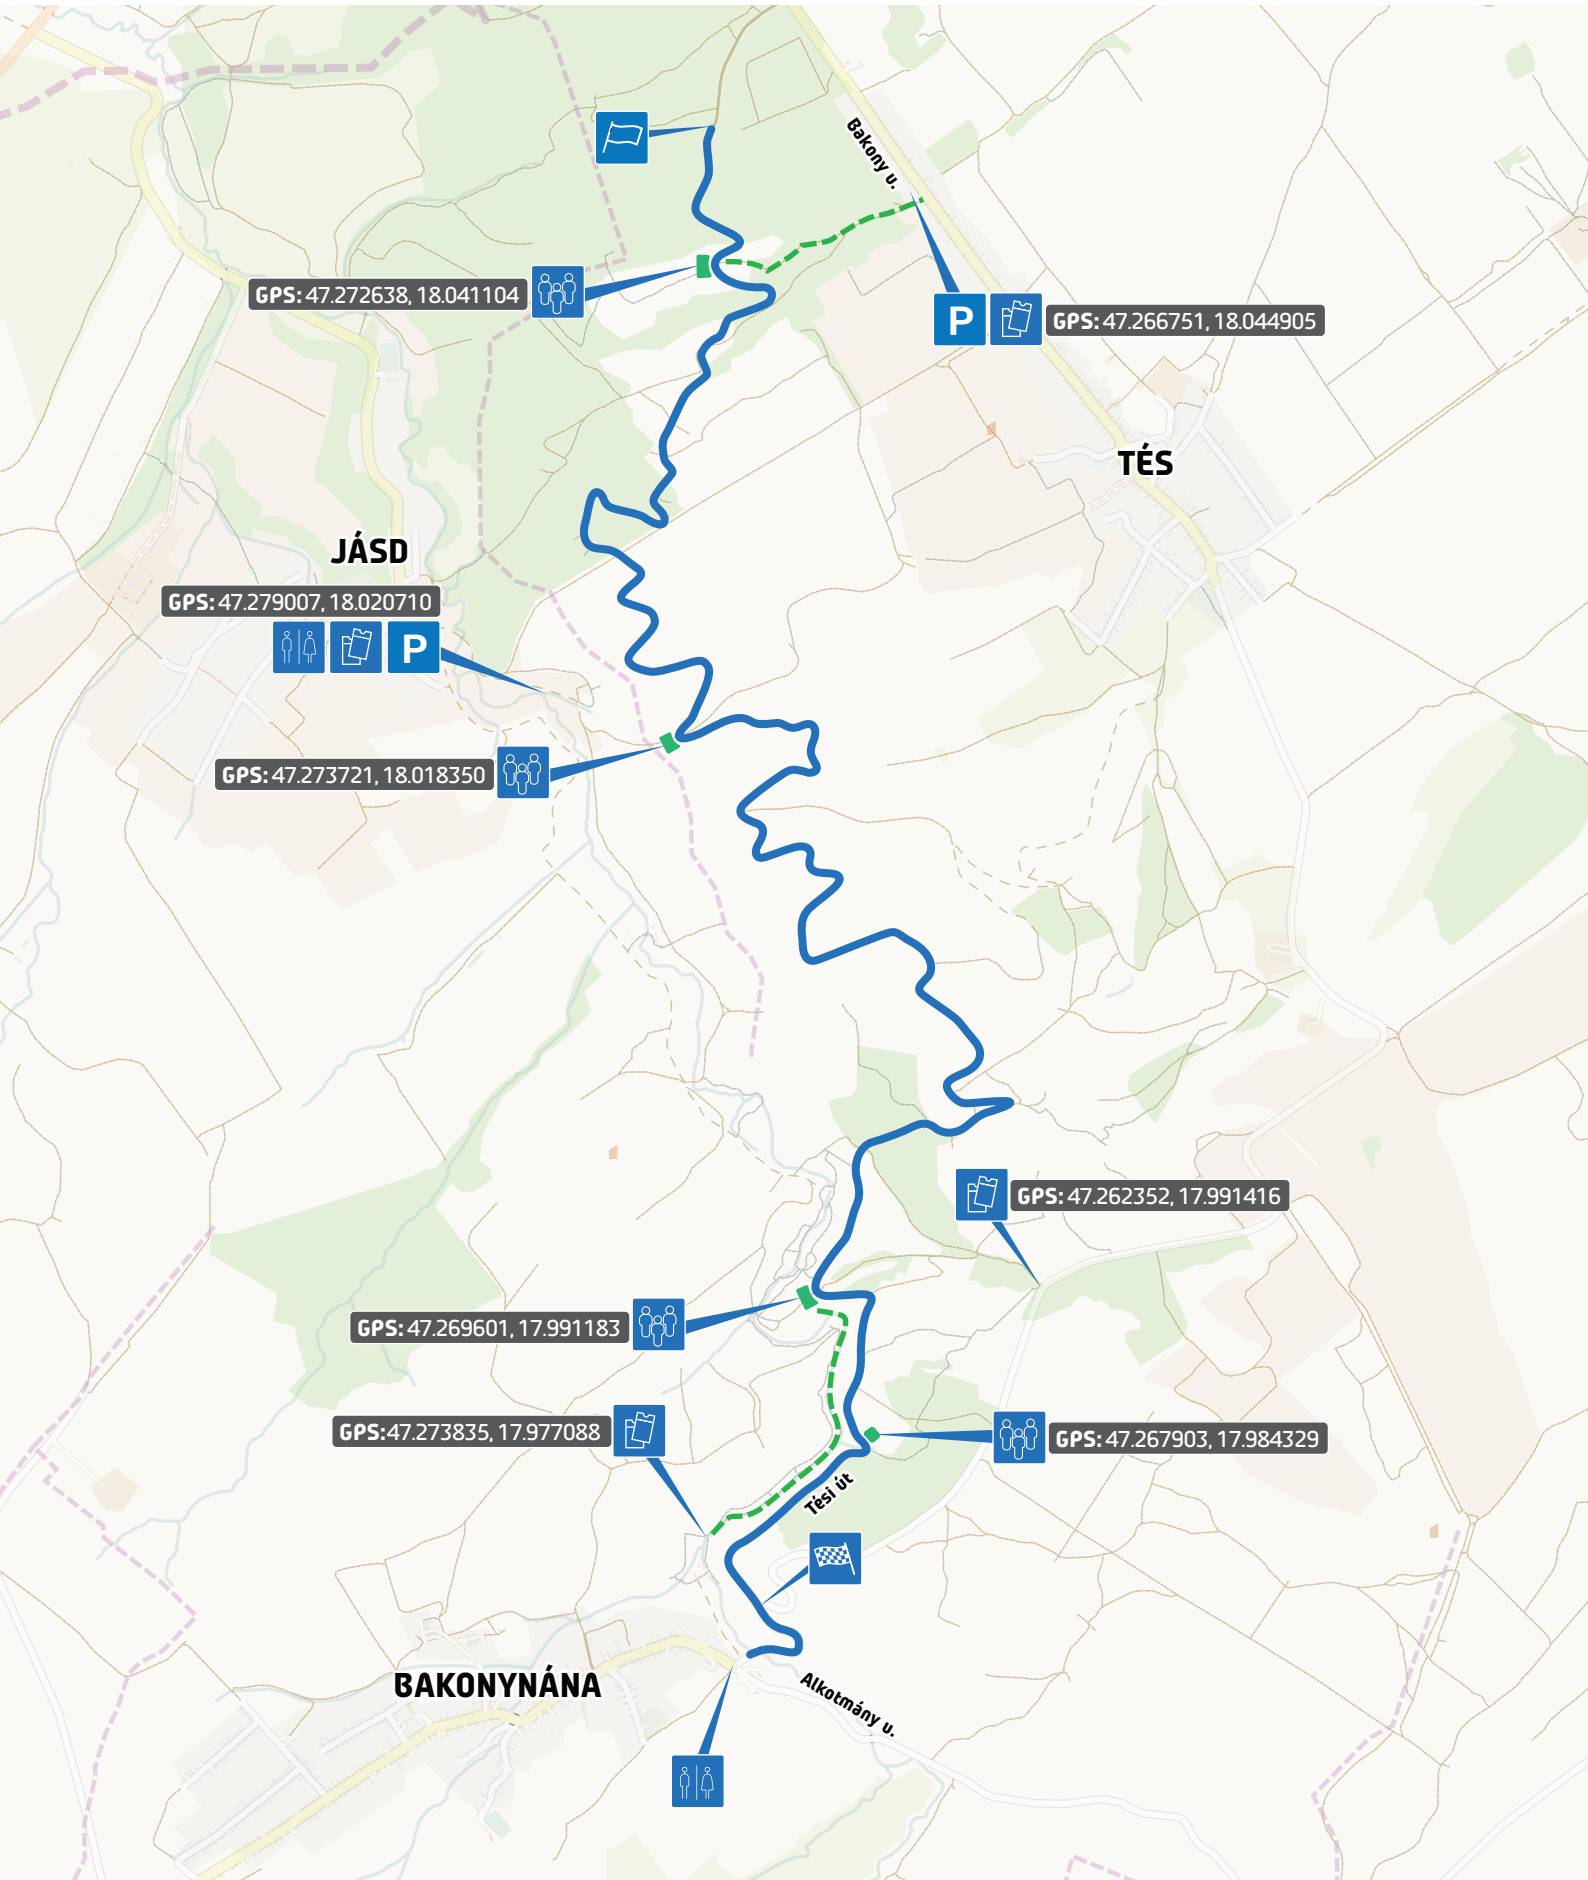 Bakony u.
GPS: 47.272638, 18.041104
P
GPS: 47.266751, 18.044905
TÉS
JÁSD
GPS: 47.279007, 18.020710
P
GPS: 47.273721, 18.018350
GPS: 47.262352, 17.991416
GPS: 47.269601, 17.991183
GPS:47.273835, 17.977088
GPS: 47.267903, 17.984329
Tési út
BAKONYNÁNA
Alkotmány u.